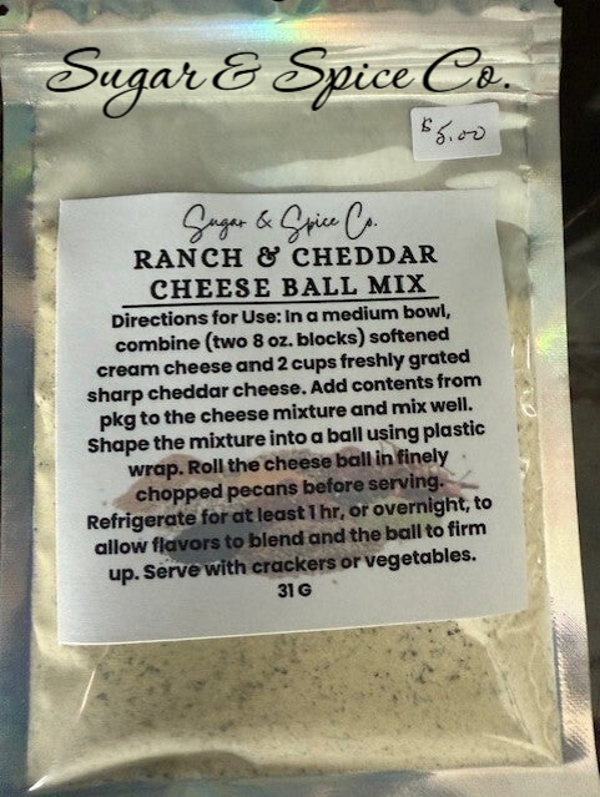 Sugar & Spice Co.
$5.00
Sugar & Spice Co.
RANCH & CHEDDAR
CHEESE BALL MIX
Directions for Use: In a medium bowl,
combine (two 8 oz. blocks) softened
cream cheese and 2 cups freshly grated
sharp cheddar cheese. Add contents from
pkg to the cheese mixture and mix well.
Shape the mixture into a ball using plastic
wrap. Roll the cheese ball in finely
chopped pecans before serving.
Refrigerate for at least 1 hr, or overnight, to
allow flavors to blend and the ball to firm
up. Serve with crackers or vegetables.
31 G